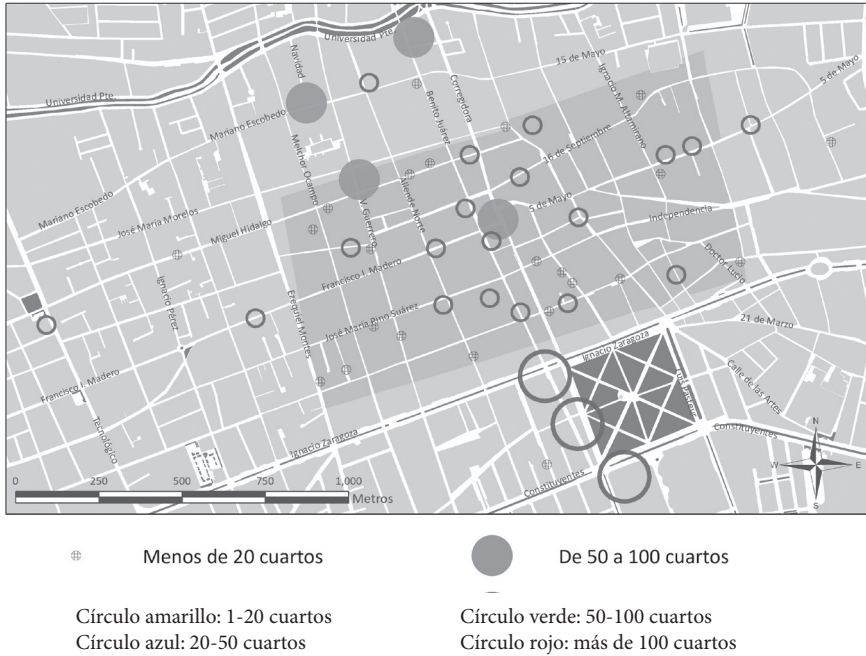 Universidad Pte.
Navidad
15 de Mayo
Universidad Pte.
Corregidora
Ignacio M. Altamirano
5 de Mayo
Mariano Escobedo
Benito Juárez
Melchor Ocampo
16 de Septiembre
Mariano Escobedo
José María Morelos
Miguel Hidalgo
V. Guerrero
Allende Norte
5 de Mayo
Independencia
Francisco I. Madero
Doctor Lucio
Ignacio Pérez
Ezequiel Montes
José María Pino Suárez
21 de Marzo
Ignacio Zaragoza
Francisco I. Madero
Luis Pasteur
Calle de las Artes
Tecnológico
Ignacio Zaragoza
Constituyentes
Constituyentes
N
W
E
S
0 250 500 750 1,000
Metros
Menos de 20 cuartos De 50 a 100 cuartos
Círculo amarillo: 1-20 cuartos Círculo verde: 50-100 cuartos
Círculo azul: 20-50 cuartos Círculo rojo: más de 100 cuartos